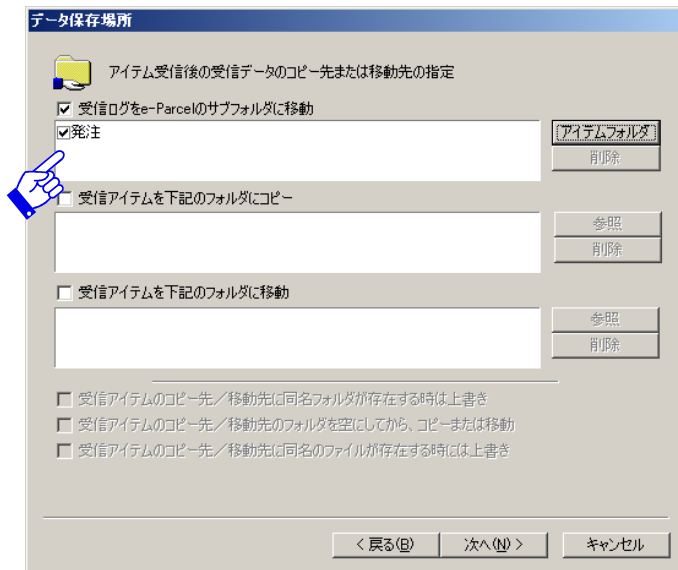 データ保存場所
アイテム受信後の受信データのコピー先または移動先の指定
受信ログをe-Parcelのサブフォルダに移動
発注
アイテムフォルダ
削除
受信アイテムを下記のフォルダにコピー
参照
削除
受信アイテムを下記のフォルダに移動
参照
削除
受信アイテムのコピー先／移動先に同名フォルダが存在する時は上書き
受信アイテムのコピー先／移動先のフォルダを空にしてから、コピーまたは移動
受信アイテムのコピー先／移動先に同名のファイルが存在する時には上書き
< 戻る(B)
次へ(N) >
キャンセル